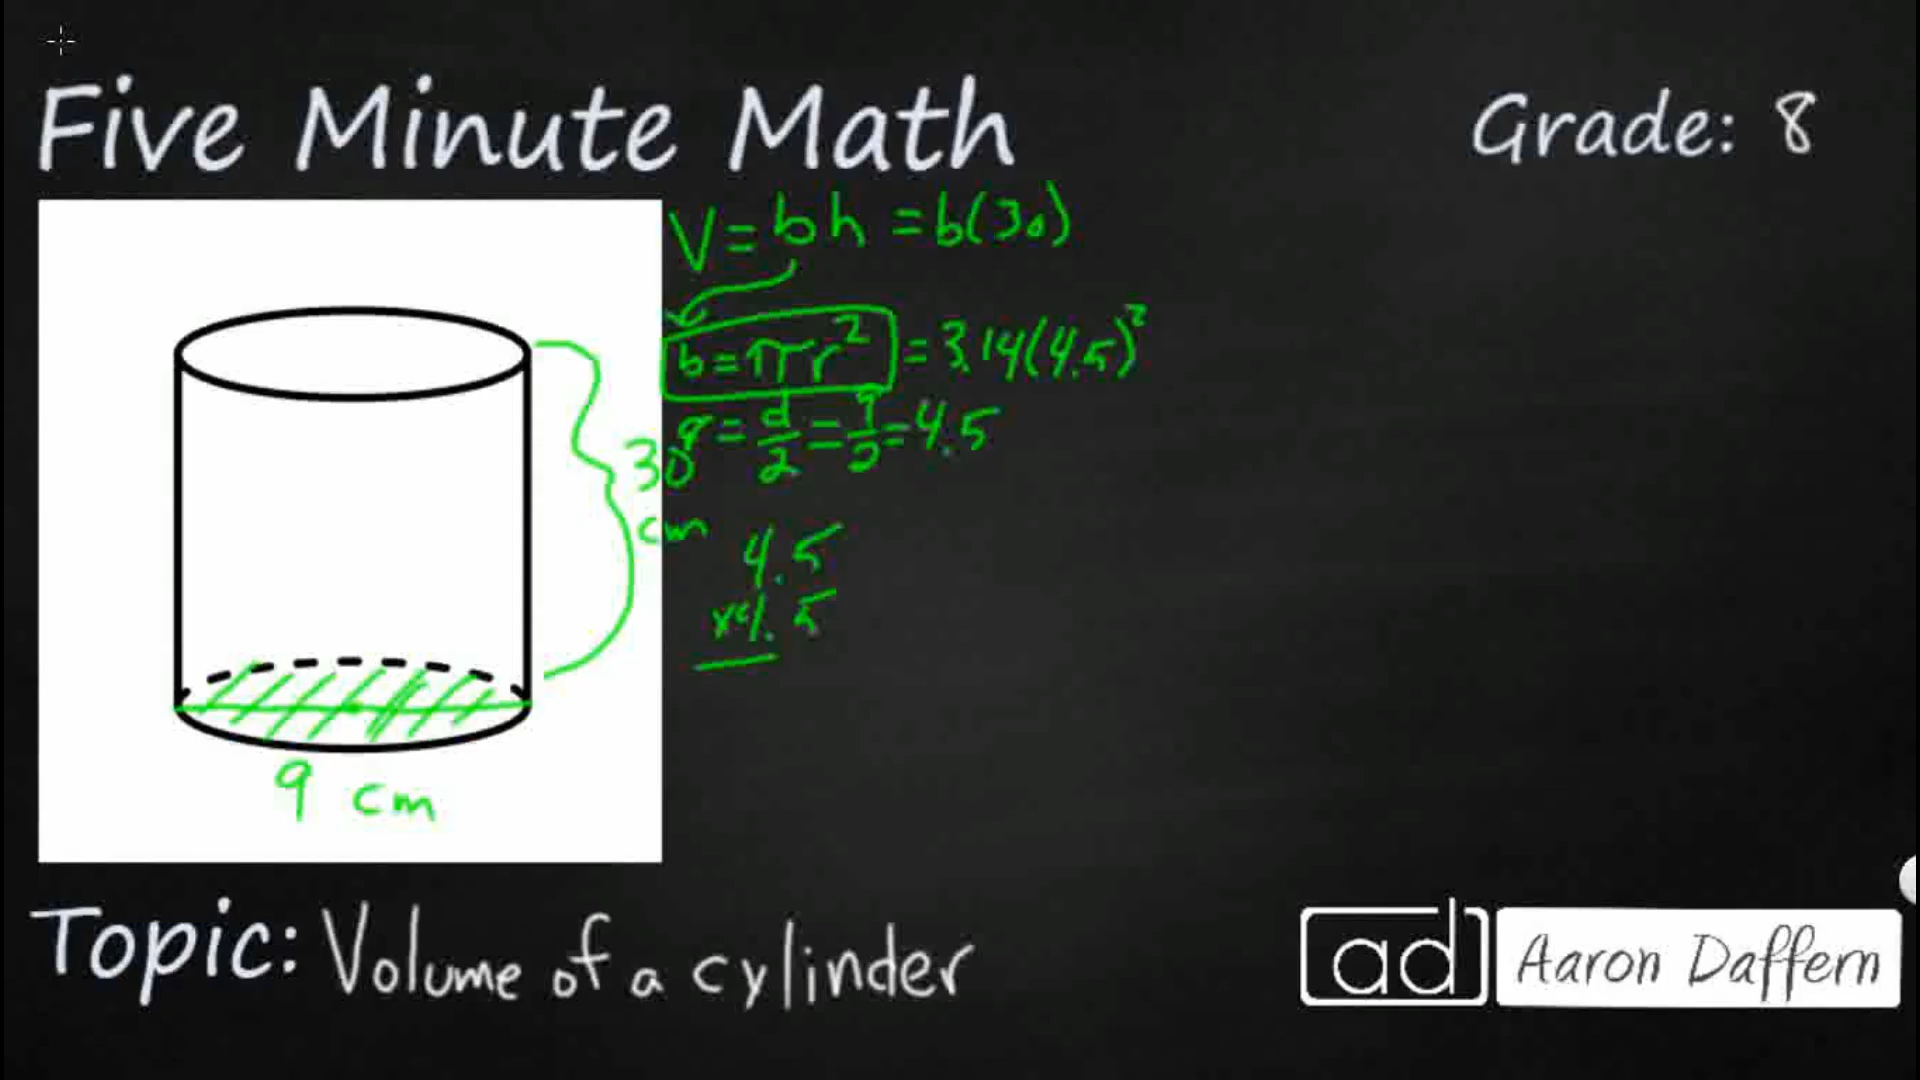 Five Minute Math
Grade: 8
V = bh = b(30)
b = πr² = 3.14(4.5)²
= d/2 = 9/2 = 4.5
30
cm
4.5
x4.5
9 cm
Topic: Volume of a cylinder
ad Aaron Daffern